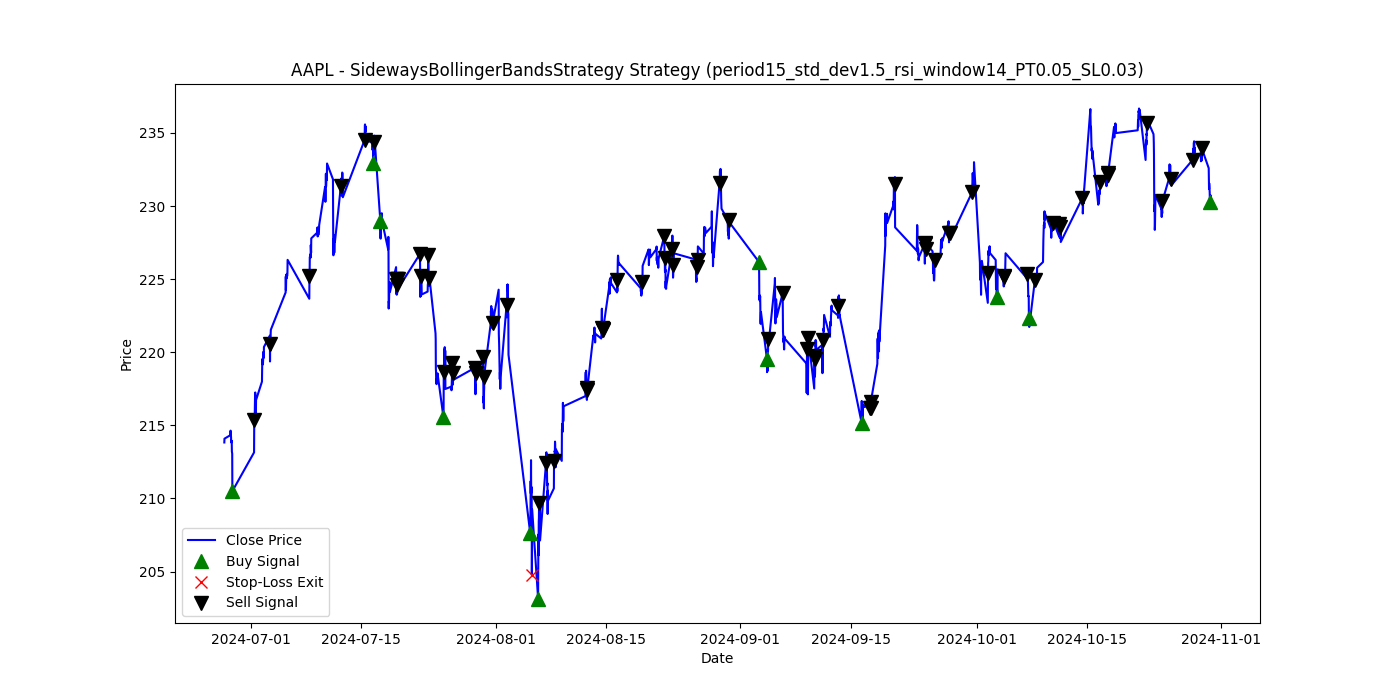 AAPL - SidewaysBollingerBandsStrategy Strategy (period15_std_dev1.5_rsi_window14_PT0.05_SL0.03)
Price
235
230
225
220
215
210
205
Close Price
Buy Signal
Stop-Loss Exit
Sell Signal
2024-07-01 2024-07-15 2024-08-01 2024-08-15 2024-09-01 2024-09-15 2024-10-01 2024-10-15 2024-11-01
Date